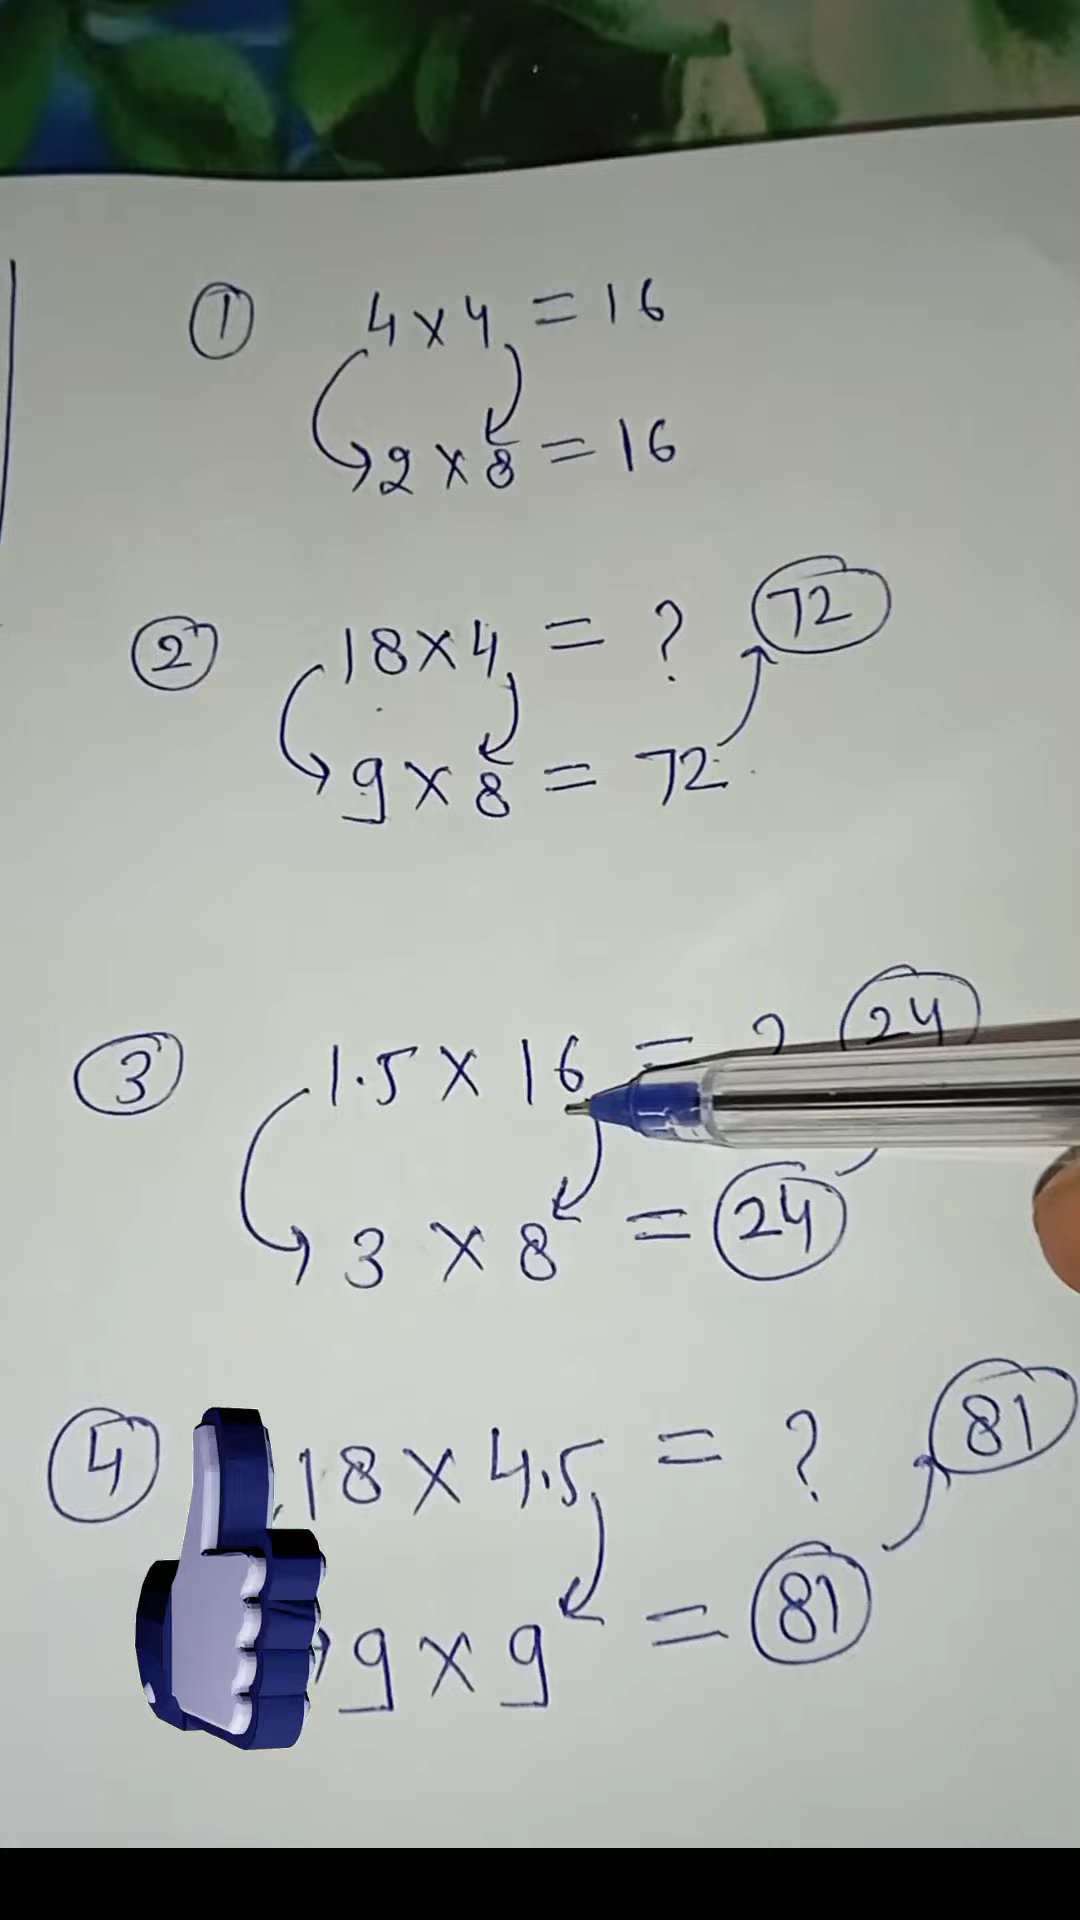 ① 4 x 4 = 16
2 x 8 = 16
② 18 x 4 = ? 72
9 x 8 = 72
③ 1.5 x 16 = ? 24
3 x 8 = 24
④ 18 x 4.5 = ? 81
9 x 9 = 81